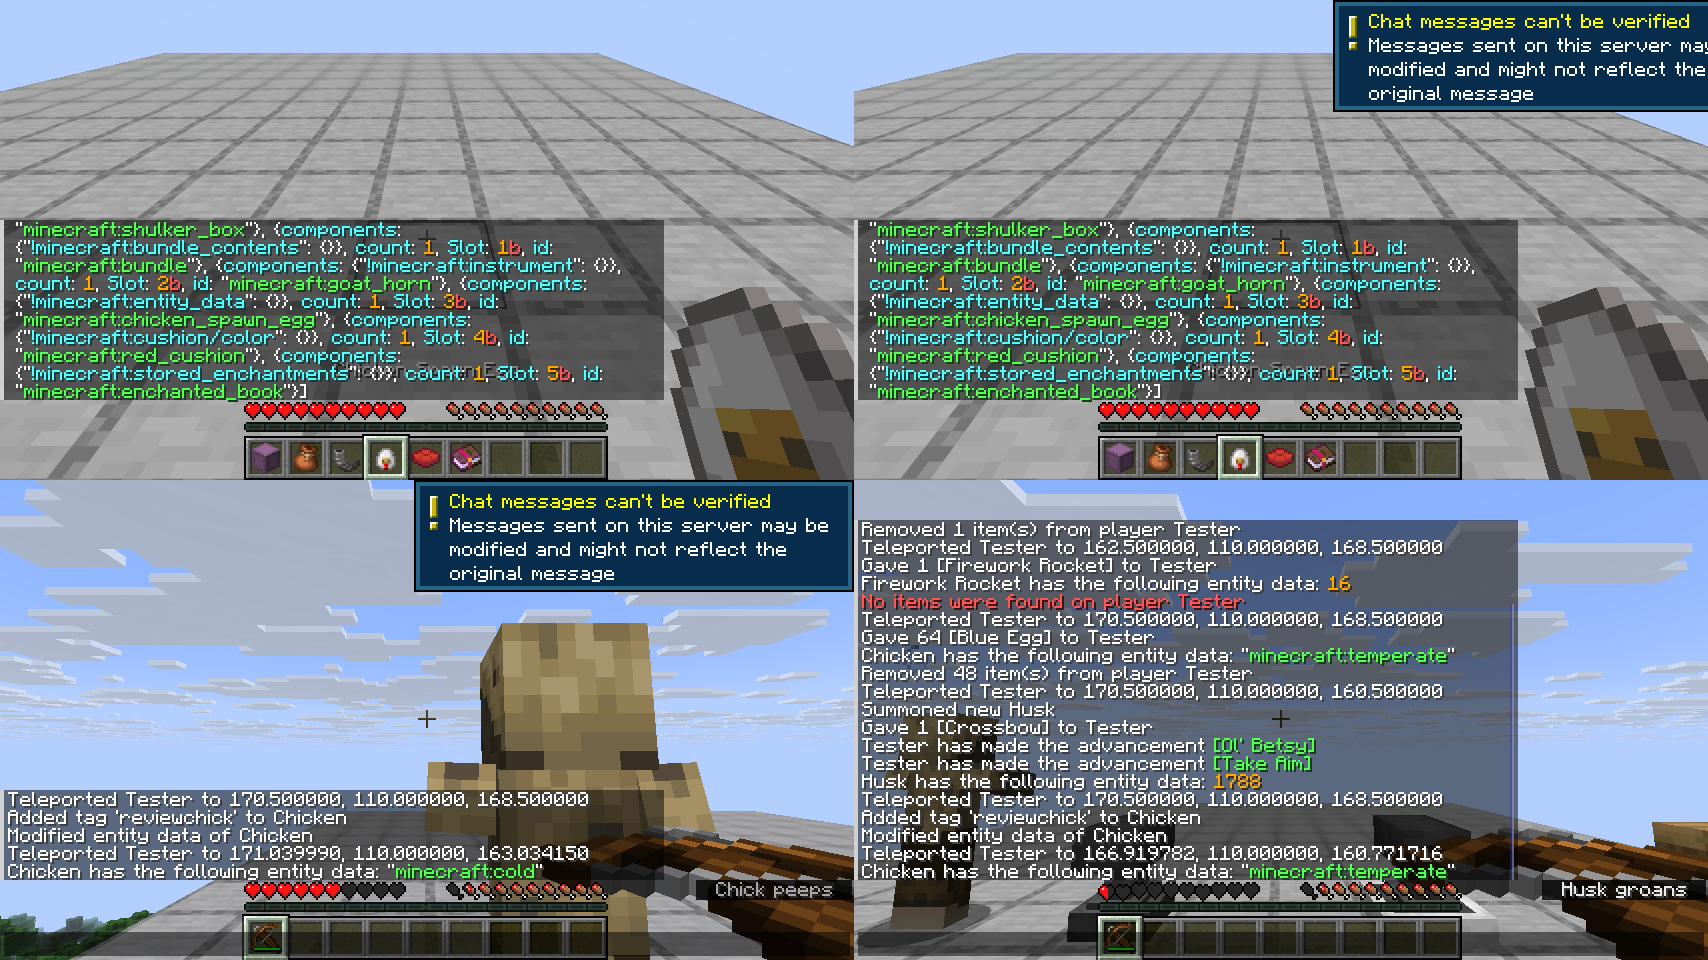 "minecraft:shulker_box"}, {components:
{"!minecraft:bundle_contents": {}}, count: 1, Slot: 1b, id:
"minecraft:bundle"}, {components: {"!minecraft:instrument": {}},
count: 1, Slot: 2b, id: "minecraft:goat_horn"}, {components:
{"!minecraft:entity_data": {}}, count: 1, Slot: 3b, id:
"minecraft:chicken_spawn_egg"}, {components:
{"!minecraft:cushion/color": {}}, count: 1, Slot: 4b, id:
"minecraft:red_cushion"}, {components:
{"!minecraft:stored_enchantments": {}}, count: 1, Slot: 5b, id:
"minecraft:enchanted_book"}]
Chat messages can't be verified
Messages sent on this server may
modified and might not reflect the
original message
"minecraft:shulker_box"}, {components:
{"!minecraft:bundle_contents": {}}, count: 1, Slot: 1b, id:
"minecraft:bundle"}, {components: {"!minecraft:instrument": {}},
count: 1, Slot: 2b, id: "minecraft:goat_horn"}, {components:
{"!minecraft:entity_data": {}}, count: 1, Slot: 3b, id:
"minecraft:chicken_spawn_egg"}, {components:
{"!minecraft:cushion/color": {}}, count: 1, Slot: 4b, id:
"minecraft:red_cushion"}, {components:
{"!minecraft:stored_enchantments": {}}, count: 1, Slot: 5b, id:
"minecraft:enchanted_book"}]
Chat messages can't be verified
Messages sent on this server may be
modified and might not reflect the
original message
Teleported Tester to 170.500000, 110.000000, 168.500000
Added tag 'reviewchick' to Chicken
Modified entity data of Chicken
Teleported Tester to 171.039990, 110.000000, 163.034150
Chicken has the following entity data: "minecraft:cold"
Chick peeps
Removed 1 item(s) from player Tester
Teleported Tester to 162.500000, 110.000000, 168.500000
Gave 1 [Firework Rocket] to Tester
Firework Rocket has the following entity data: 16
No items were found on player Tester
Teleported Tester to 170.500000, 110.000000, 168.500000
Gave 64 [Blue Egg] to Tester
Chicken has the following entity data: "minecraft:temperate"
Removed 48 item(s) from player Tester
Teleported Tester to 170.500000, 110.000000, 160.500000
Summoned new Husk
Gave 1 [Crossbow] to Tester
Tester has made the advancement [Ol' Betsy]
Tester has made the advancement [Take Aim]
Husk has the following entity data: 1788
Teleported Tester to 170.500000, 110.000000, 168.500000
Added tag 'reviewchick' to Chicken
Modified entity data of Chicken
Teleported Tester to 166.919782, 110.000000, 160.771716
Chicken has the following entity data: "minecraft:temperate"
Husk groans